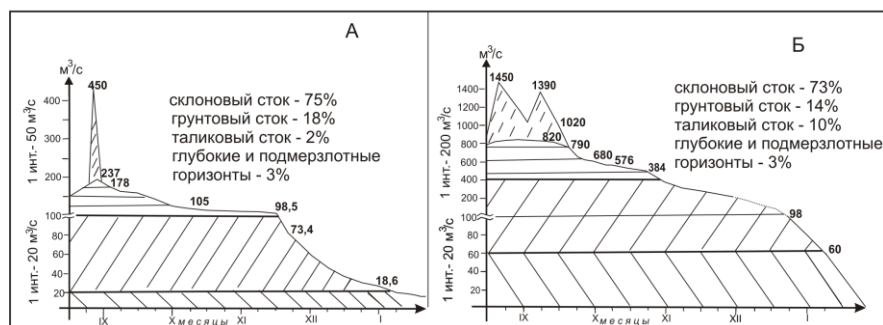 А
м³/с
1 инт.- 50 м³/с
1 инт.- 20 м³/с
400
300
200
100
80
60
40
20
0
450
237
178
105
98,5
73,4
18,6
склоновый сток - 75%
грунтовый сток - 18%
таликовый сток - 2%
глубокие и подмерзлотные
горизонты - 3%
IX
X
месяцы
XI
XII
I
Б
м³/с
1 инт.- 200 м³/с
1 инт.- 20 м³/с
1400
1200
1000
800
600
400
100
80
60
40
20
0
1450
1390
1020
820
790
680
576
384
98
60
склоновый сток - 73%
грунтовый сток - 14%
таликовый сток - 10%
глубокие и подмерзлотные
горизонты - 3%
IX
X
месяцы
XI
XII
I